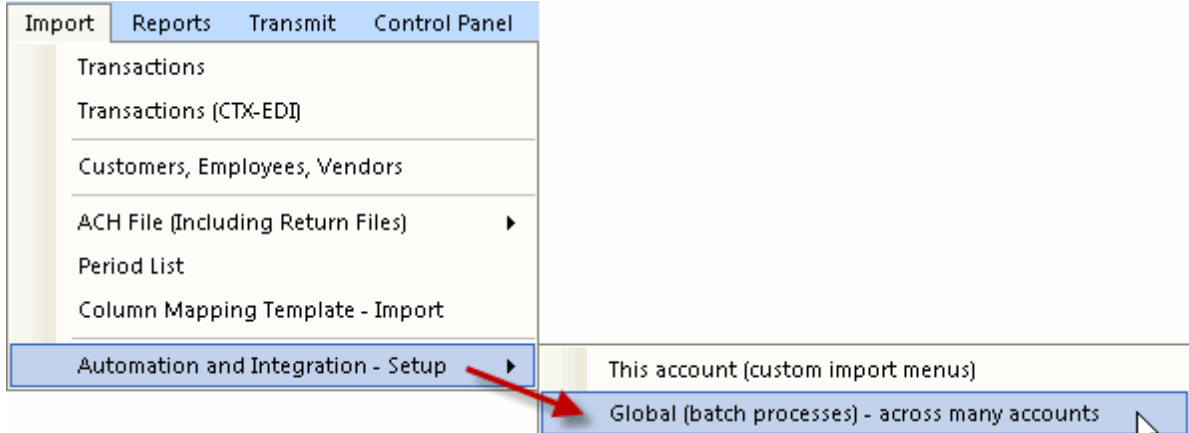 Import Reports Transmit Control Panel
Transactions
Transactions (CTX-EDI)
Customers, Employees, Vendors
ACH File (Including Return Files)
Period List
Column Mapping Template - Import
Automation and Integration - Setup
This account (custom import menus)
Global (batch processes) - across many accounts